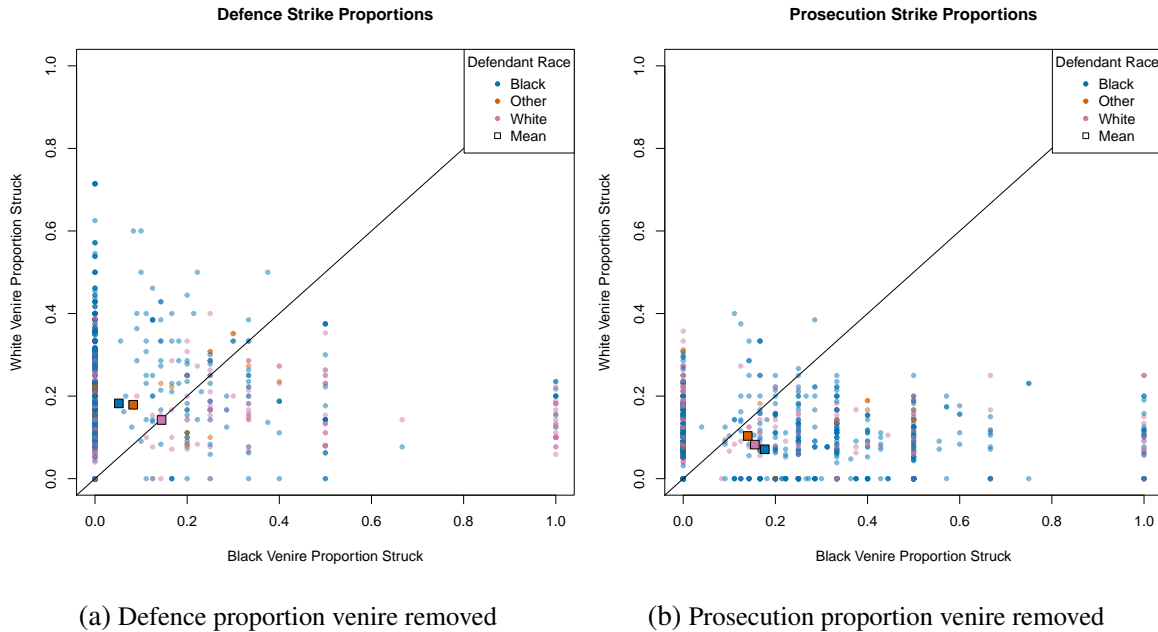 Defence Strike Proportions
White Venire Proportion Struck
1.0
0.8
0.6
0.4
0.2
0.0
Defendant Race
Black
Other
White
Mean
0.0 0.2 0.4 0.6 0.8 1.0
Black Venire Proportion Struck
(a) Defence proportion venire removed
Prosecution Strike Proportions
White Venire Proportion Struck
1.0
0.8
0.6
0.4
0.2
0.0
Defendant Race
Black
Other
White
Mean
0.0 0.2 0.4 0.6 0.8 1.0
Black Venire Proportion Struck
(b) Prosecution proportion venire removed